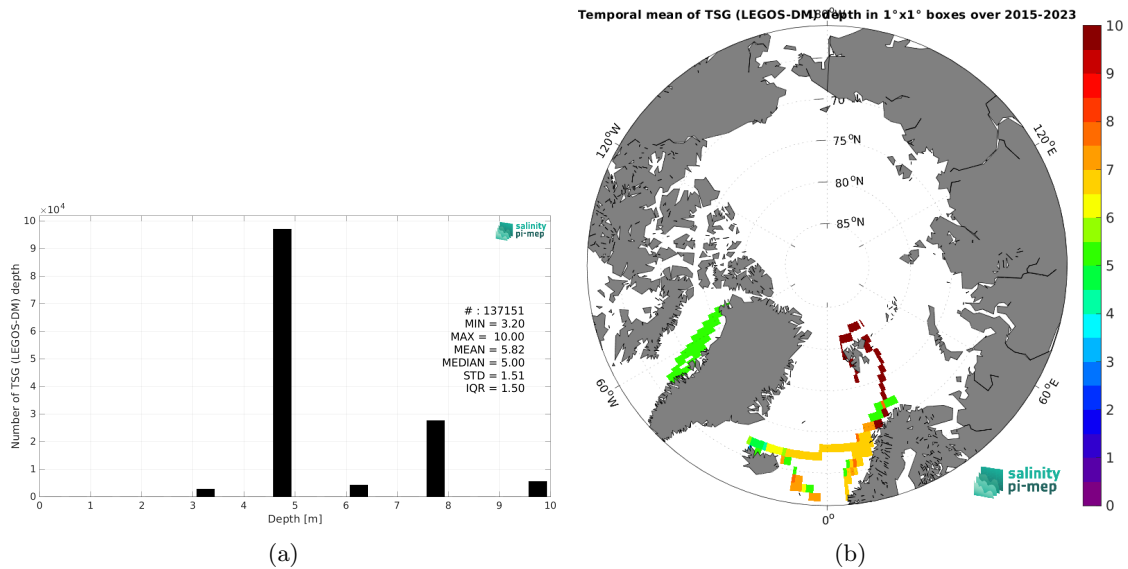 ×10⁴
10
9
8
7
6
5
4
3
2
1
0
Number of TSG (LEGOS-DM) depth
salinity
pi-mep
# : 137151
MIN = 3.20
MAX = 10.00
MEAN = 5.82
MEDIAN = 5.00
STD = 1.51
IQR = 1.50
0 1 2 3 4 5 6 7 8 9 10
Depth [m]
(a)
Temporal mean of TSG (LEGOS-DM) depth in 1°x1° boxes over 2015-2023
180°W
120°W
120°E
60°W
60°E
0°
70°N
75°N
80°N
85°N
salinity
pi-mep
10
9
8
7
6
5
4
3
2
1
0
(b)